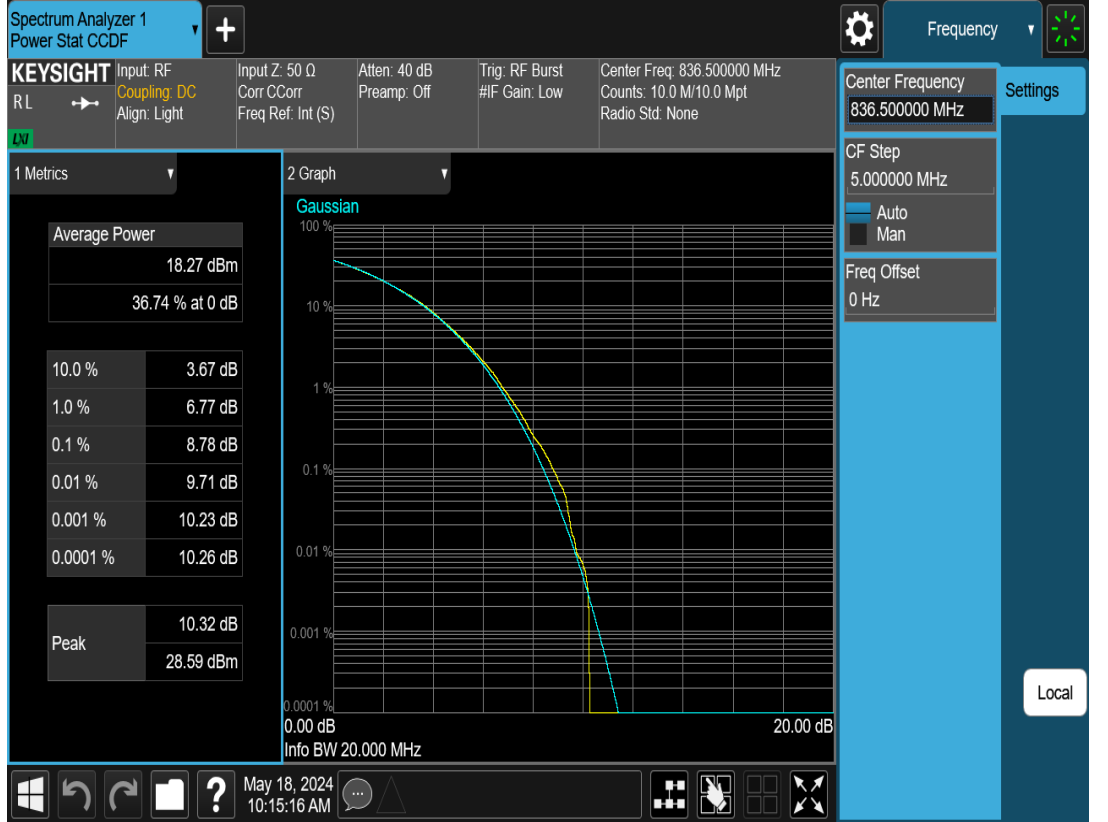 Spectrum Analyzer 1
Power Stat CCDF
+
Frequency
KEYSIGHT
RL
LXI
Input: RF
Coupling: DC
Align: Light
Input Z: 50 Ω
Corr CCorr
Freq Ref: Int (S)
Atten: 40 dB
Preamp: Off
Trig: RF Burst
#IF Gain: Low
Center Freq: 836.500000 MHz
Counts: 10.0 M/10.0 Mpt
Radio Std: None
Center Frequency
836.500000 MHz
Settings
CF Step
5.000000 MHz
Auto
Man
Freq Offset
0 Hz
1 Metrics
Average Power
18.27 dBm
36.74 % at 0 dB
10.0 % 3.67 dB
1.0 % 6.77 dB
0.1 % 8.78 dB
0.01 % 9.71 dB
0.001 % 10.23 dB
0.0001 % 10.26 dB
Peak
10.32 dB
28.59 dBm
2 Graph
Gaussian
100 %
10 %
1 %
0.1 %
0.01 %
0.001 %
0.0001 %
0.00 dB 20.00 dB
Info BW 20.000 MHz
Local
?
May 18, 2024
10:15:16 AM